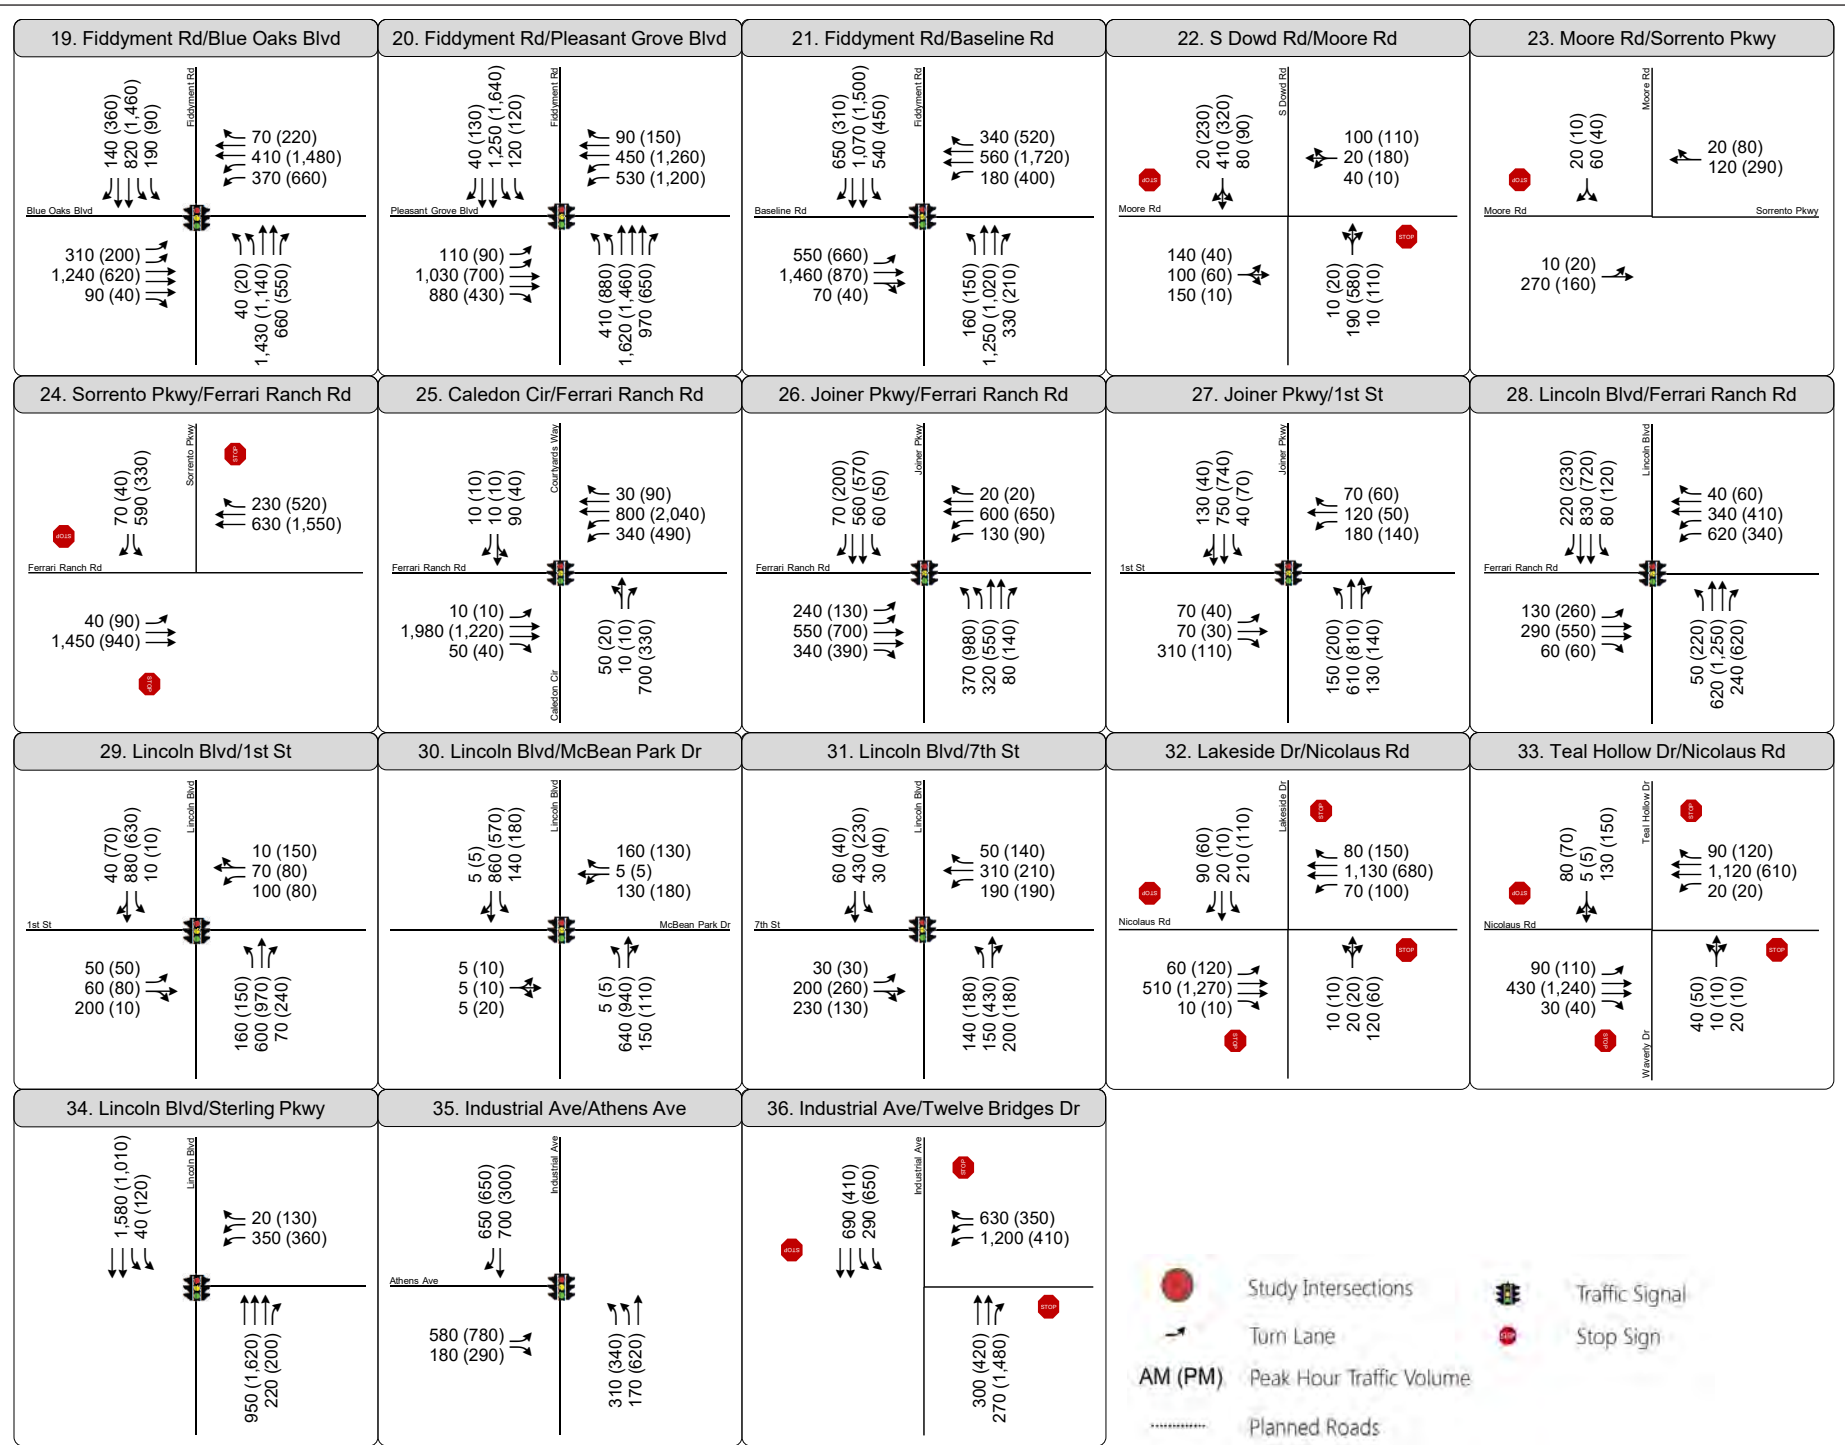 19. Fiddyment Rd/Blue Oaks Blvd
140 (360)
820 (1,460)
190 (90)
Fiddyment Rd
70 (220)
410 (1,480)
370 (660)
Blue Oaks Blvd
310 (200)
1,240 (620)
90 (40)
40 (20)
1,430 (1,140)
660 (550)
20. Fiddyment Rd/Pleasant Grove Blvd
40 (130)
1,250 (1,640)
120 (120)
Fiddyment Rd
90 (150)
450 (1,260)
530 (1,200)
Pleasant Grove Blvd
110 (90)
1,030 (700)
880 (430)
410 (880)
1,620 (1,460)
970 (650)
21. Fiddyment Rd/Baseline Rd
650 (310)
1,070 (1,500)
540 (450)
Fiddyment Rd
340 (520)
560 (1,720)
180 (400)
Baseline Rd
550 (660)
1,460 (870)
70 (40)
160 (150)
1,250 (1,020)
330 (210)
22. S Dowd Rd/Moore Rd
20 (230)
410 (320)
80 (90)
S Dowd Rd
100 (110)
20 (180)
40 (10)
STOP
Moore Rd
STOP
140 (40)
100 (60)
150 (10)
10 (20)
190 (580)
10 (110)
23. Moore Rd/Sorrento Pkwy
20 (10)
60 (40)
Moore Rd
20 (80)
120 (290)
STOP
Moore Rd
Sorrento Pkwy
10 (20)
270 (160)
24. Sorrento Pkwy/Ferrari Ranch Rd
70 (40)
590 (330)
Sorrento Pkwy
STOP
230 (520)
630 (1,550)
STOP
Ferrari Ranch Rd
40 (90)
1,450 (940)
STOP
25. Caledon Cir/Ferrari Ranch Rd
10 (10)
10 (10)
90 (40)
Courtyards Way
30 (90)
800 (2,040)
340 (490)
Ferrari Ranch Rd
10 (10)
1,980 (1,220)
50 (40)
Caledon Cir
50 (20)
10 (10)
700 (330)
26. Joiner Pkwy/Ferrari Ranch Rd
70 (200)
560 (570)
60 (50)
Joiner Pkwy
20 (20)
600 (650)
130 (90)
Ferrari Ranch Rd
240 (130)
550 (700)
340 (390)
370 (980)
320 (550)
80 (140)
27. Joiner Pkwy/1st St
130 (40)
750 (740)
40 (70)
Joiner Pkwy
70 (60)
120 (50)
180 (140)
1st St
70 (40)
70 (30)
310 (110)
150 (200)
610 (810)
130 (140)
28. Lincoln Blvd/Ferrari Ranch Rd
220 (230)
830 (720)
80 (120)
Lincoln Blvd
40 (60)
340 (410)
620 (340)
Ferrari Ranch Rd
130 (260)
290 (550)
60 (60)
50 (220)
620 (1,250)
240 (620)
29. Lincoln Blvd/1st St
40 (70)
880 (630)
10 (10)
Lincoln Blvd
10 (150)
70 (80)
100 (80)
1st St
50 (50)
60 (80)
200 (10)
160 (150)
600 (970)
70 (240)
30. Lincoln Blvd/McBean Park Dr
5 (5)
860 (570)
140 (180)
Lincoln Blvd
160 (130)
5 (5)
130 (180)
McBean Park Dr
5 (10)
5 (10)
5 (20)
5 (5)
640 (940)
150 (110)
31. Lincoln Blvd/7th St
60 (40)
430 (230)
30 (40)
Lincoln Blvd
50 (140)
310 (210)
190 (190)
7th St
30 (30)
200 (260)
230 (130)
140 (180)
150 (430)
200 (180)
32. Lakeside Dr/Nicolaus Rd
90 (60)
20 (10)
210 (110)
Lakeside Dr
STOP
80 (150)
1,130 (680)
70 (100)
STOP
Nicolaus Rd
STOP
60 (120)
510 (1,270)
10 (10)
STOP
10 (10)
20 (20)
120 (60)
33. Teal Hollow Dr/Nicolaus Rd
80 (70)
5 (5)
130 (150)
Teal Hollow Dr
STOP
90 (120)
1,120 (610)
20 (20)
STOP
Nicolaus Rd
STOP
90 (110)
430 (1,240)
30 (40)
STOP
Waverly Dr
40 (50)
10 (10)
20 (10)
34. Lincoln Blvd/Sterling Pkwy
1,580 (1,010)
40 (120)
Lincoln Blvd
20 (130)
350 (360)
950 (1,620)
220 (200)
35. Industrial Ave/Athens Ave
650 (650)
700 (300)
Industrial Ave
Athens Ave
580 (780)
180 (290)
310 (340)
170 (620)
36. Industrial Ave/Twelve Bridges Dr
690 (410)
290 (650)
Industrial Ave
STOP
630 (350)
1,200 (410)
STOP
STOP
300 (420)
270 (1,480)
Study Intersections
Traffic Signal
Turn Lane
STOP
Stop Sign
AM (PM)
Peak Hour Traffic Volume
Planned Roads